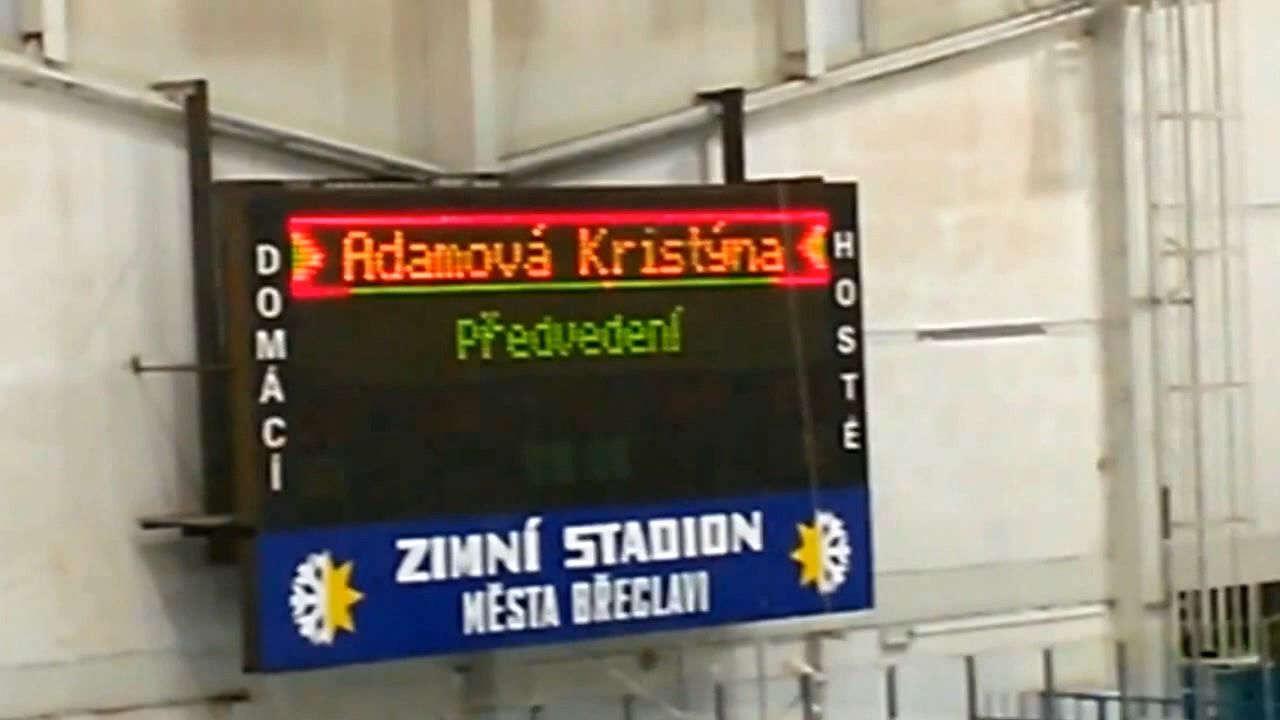 DOMÁCÍ
Adamová Kristýna
Předvedení
HOSTÉ
ZIMNÍ STADION
MĚSTA BŘECLAVI